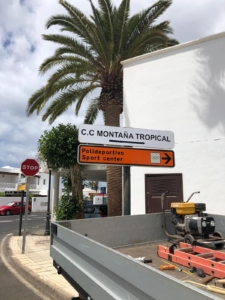 C.C MONTAÑA TROPICAL
Polideportivo
Sport center
STOP